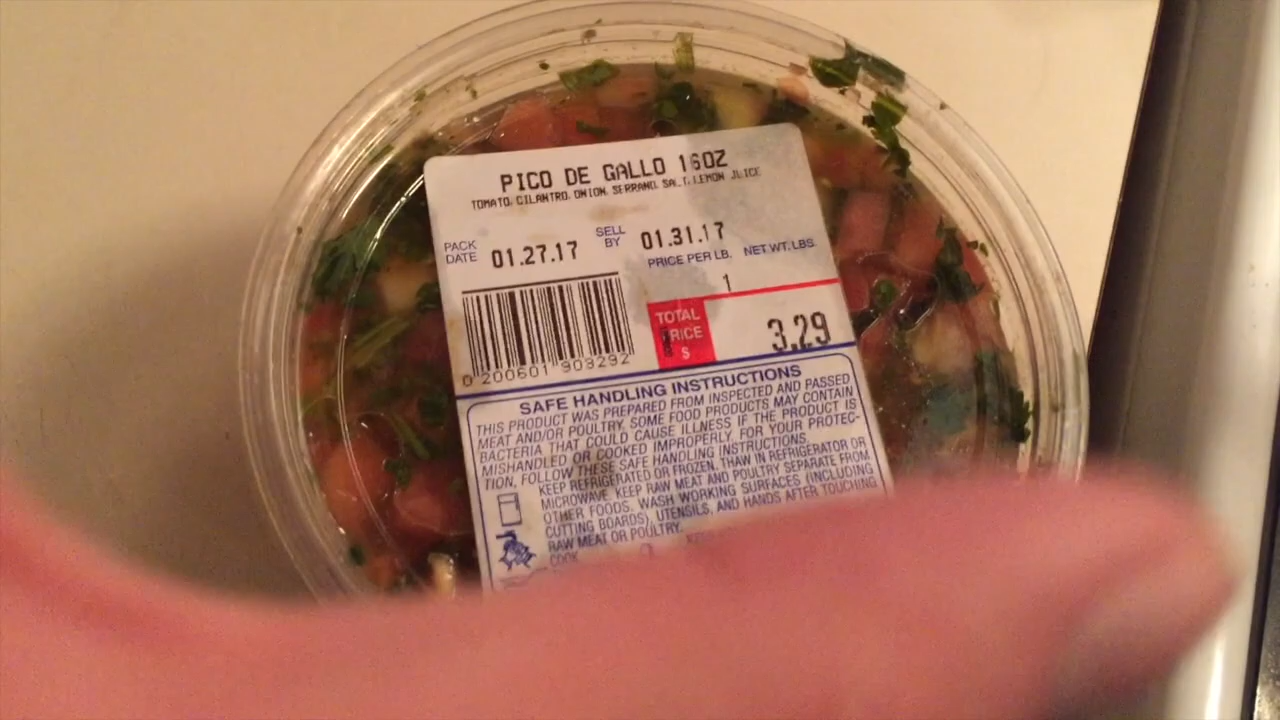 PICO DE GALLO 16OZ
TOMATO, CILANTRO, ONION, SERRANO, SALT, LEMON JUICE
PACK DATE 01.27.17 SELL BY 01.31.17
PRICE PER LB. NET WT. LBS
1
TOTAL PRICE $ 3.29
0 200601 903292
SAFE HANDLING INSTRUCTIONS
THIS PRODUCT WAS PREPARED FROM INSPECTED AND PASSED
MEAT AND/OR POULTRY. SOME FOOD PRODUCTS MAY CONTAIN
BACTERIA THAT COULD CAUSE ILLNESS IF THE PRODUCT IS
MISHANDLED OR COOKED IMPROPERLY. FOR YOUR PROTEC-
TION, FOLLOW THESE SAFE HANDLING INSTRUCTIONS.
KEEP REFRIGERATED OR FROZEN. THAW IN REFRIGERATOR OR
MICROWAVE. KEEP RAW MEAT AND POULTRY SEPARATE FROM
OTHER FOODS. WASH WORKING SURFACES (INCLUDING
CUTTING BOARDS), UTENSILS, AND HANDS AFTER TOUCHING
RAW MEAT OR POULTRY.
COOK